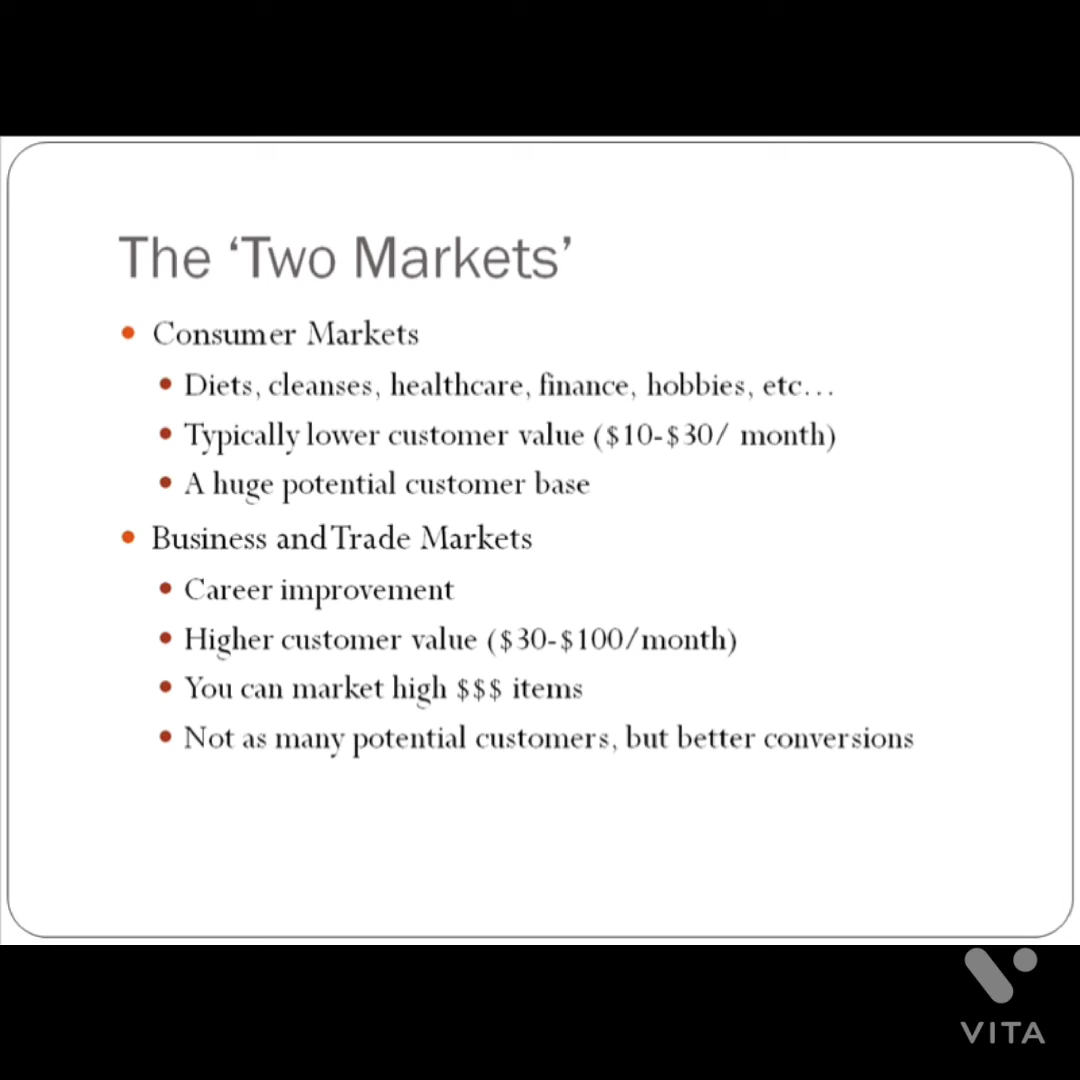 The ‘Two Markets’
Consumer Markets
Diets, cleanses, healthcare, finance, hobbies, etc…
Typically lower customer value ($10-$30/ month)
A huge potential customer base
Business and Trade Markets
Career improvement
Higher customer value ($30-$100/month)
You can market high $$$ items
Not as many potential customers, but better conversions
VITA